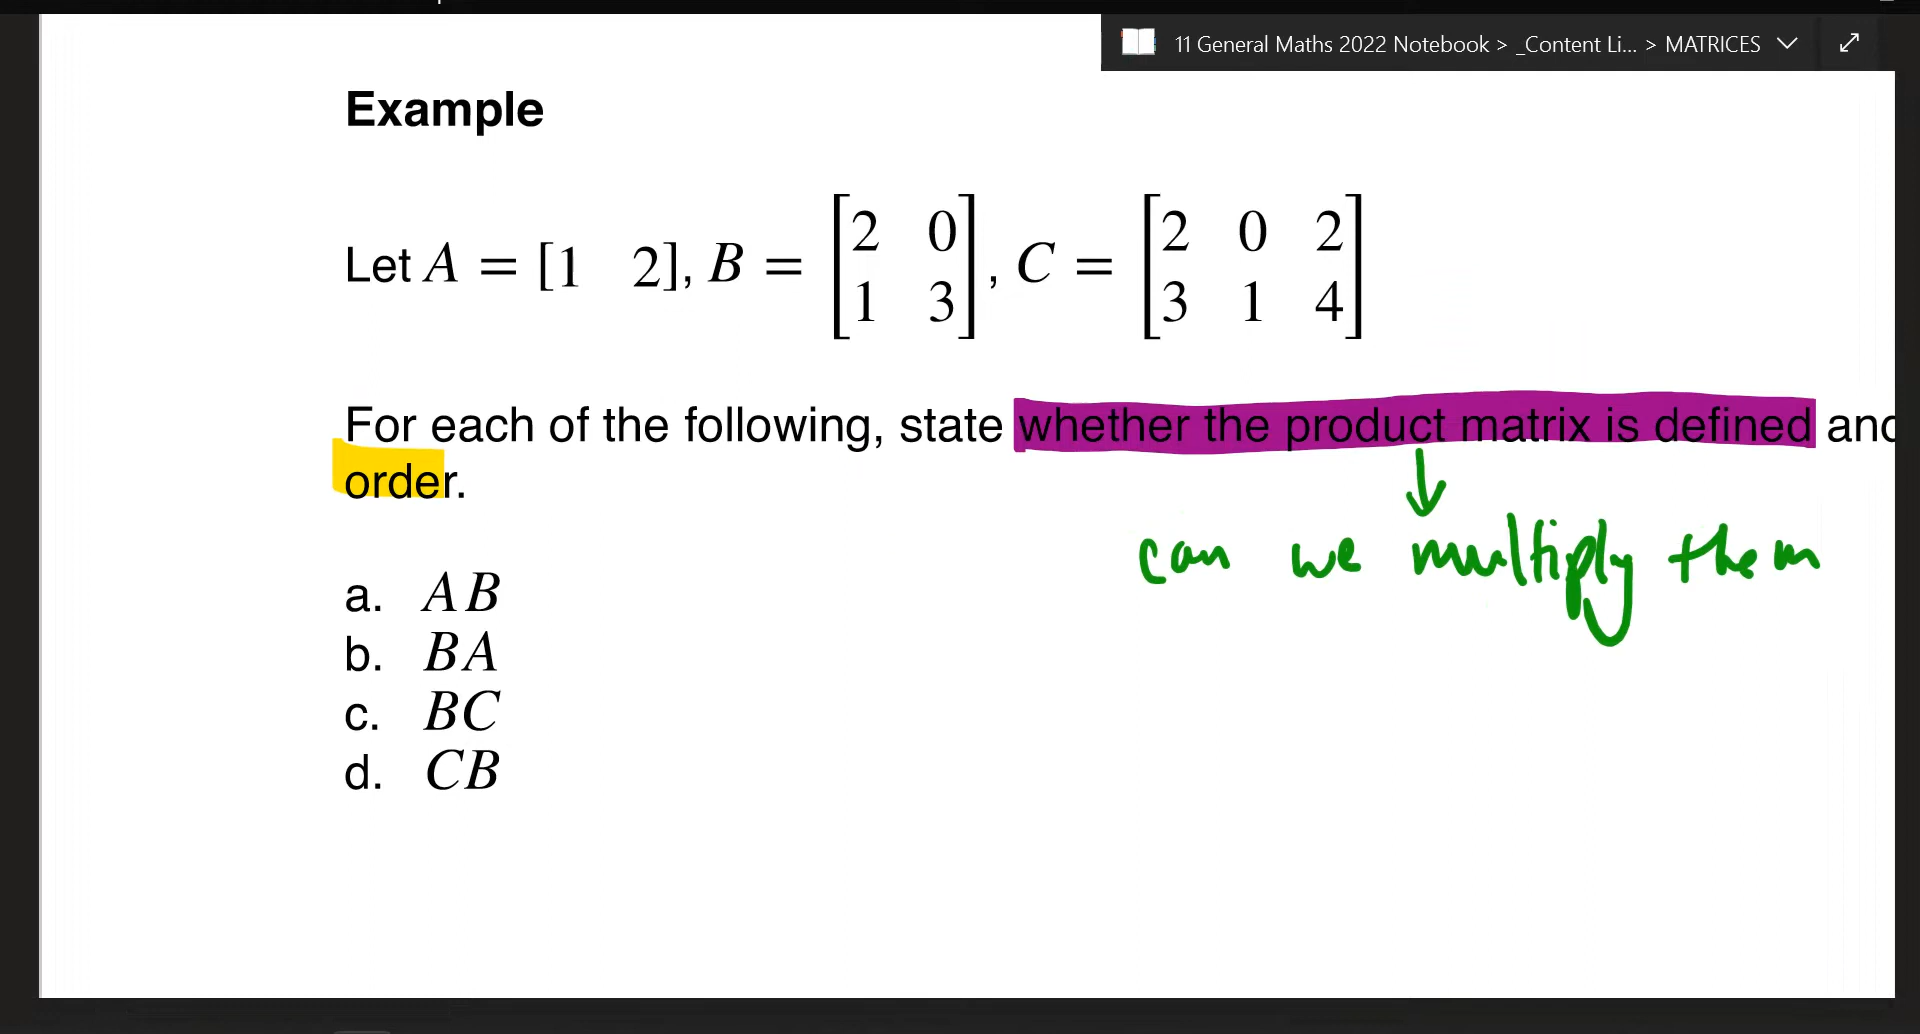 11 General Maths 2022 Notebook > _Content Li... > MATRICES
Example
Let A = [1 2], B = [2 0; 1 3], C = [2 0 2; 3 1 4]
For each of the following, state whether the product matrix is defined and
order.
can we multiply them
a. AB
b. BA
c. BC
d. CB